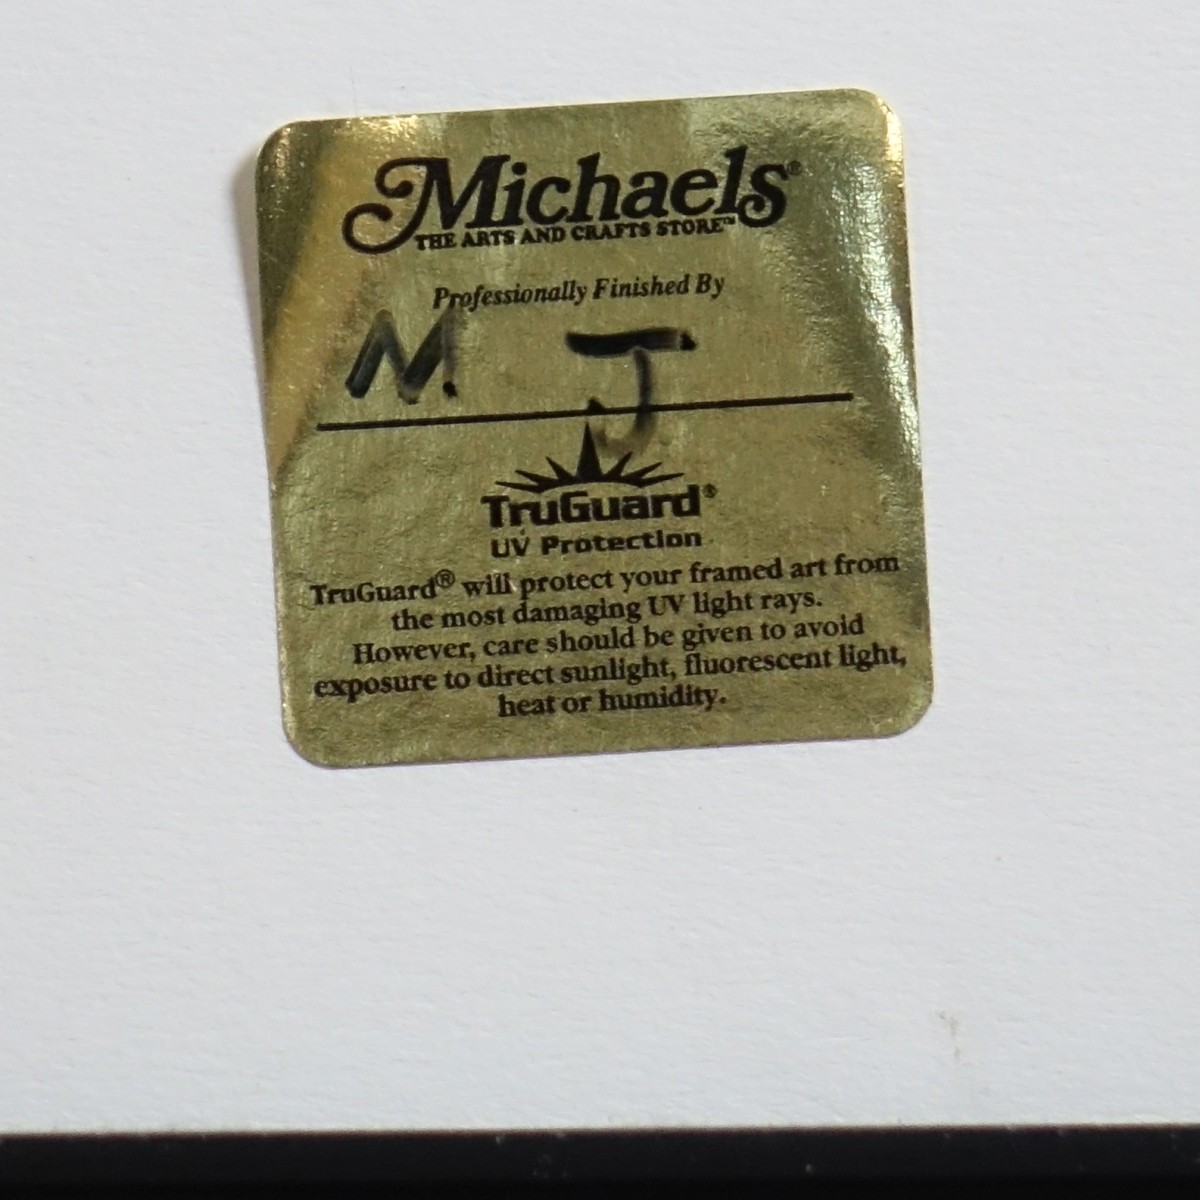 Michaels®
THE ARTS AND CRAFTS STORE™
Professionally Finished By
M. J
TruGuard®
UV Protection
TruGuard® will protect your framed art from
the most damaging UV light rays.
However, care should be given to avoid
exposure to direct sunlight, fluorescent light,
heat or humidity.